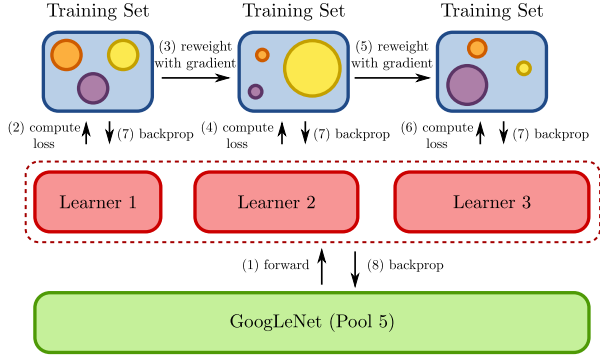 Training Set
Training Set
Training Set
(3) reweight
with gradient
(5) reweight
with gradient
(2) compute
loss
(7) backprop
(4) compute
loss
(7) backprop
(6) compute
loss
(7) backprop
Learner 1
Learner 2
Learner 3
(1) forward
(8) backprop
GoogLeNet (Pool 5)